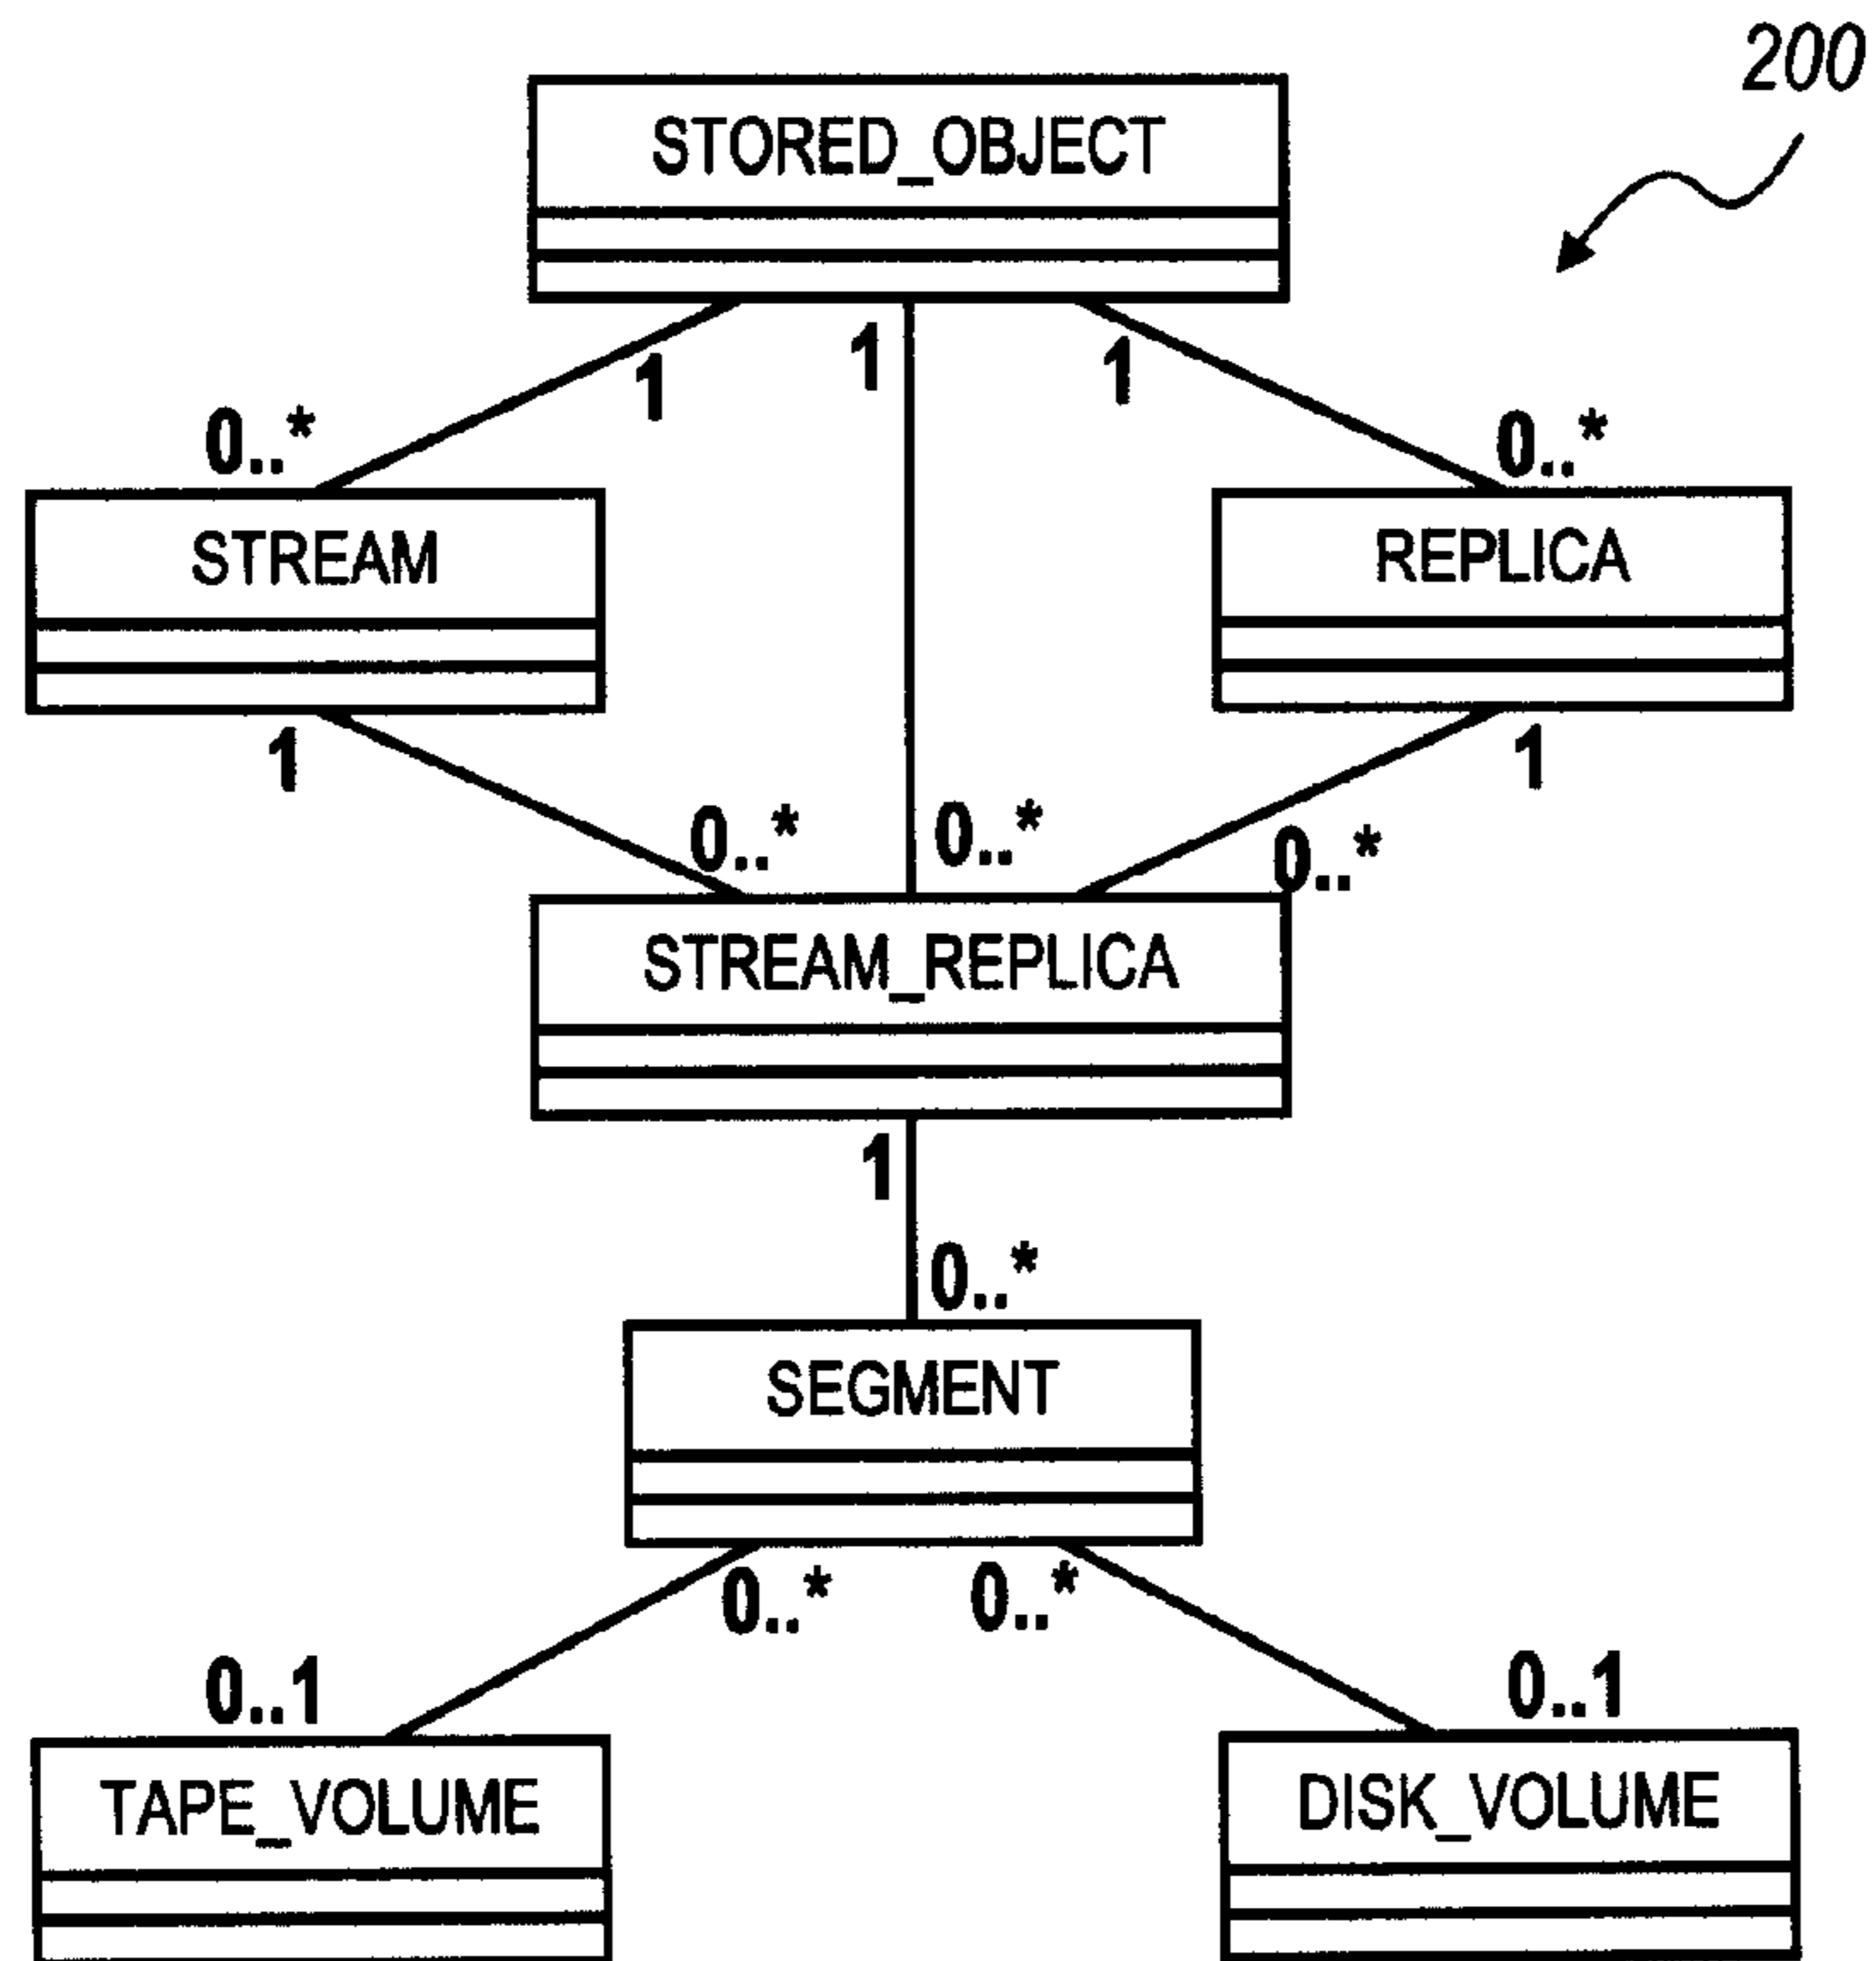 200
STORED_OBJECT
1
1
1
0..*
0..*
STREAM
REPLICA
1
1
0..*
0..*
0..*
STREAM_REPLICA
1
0..*
SEGMENT
0..*
0..*
0..1
0..1
TAPE_VOLUME
DISK_VOLUME